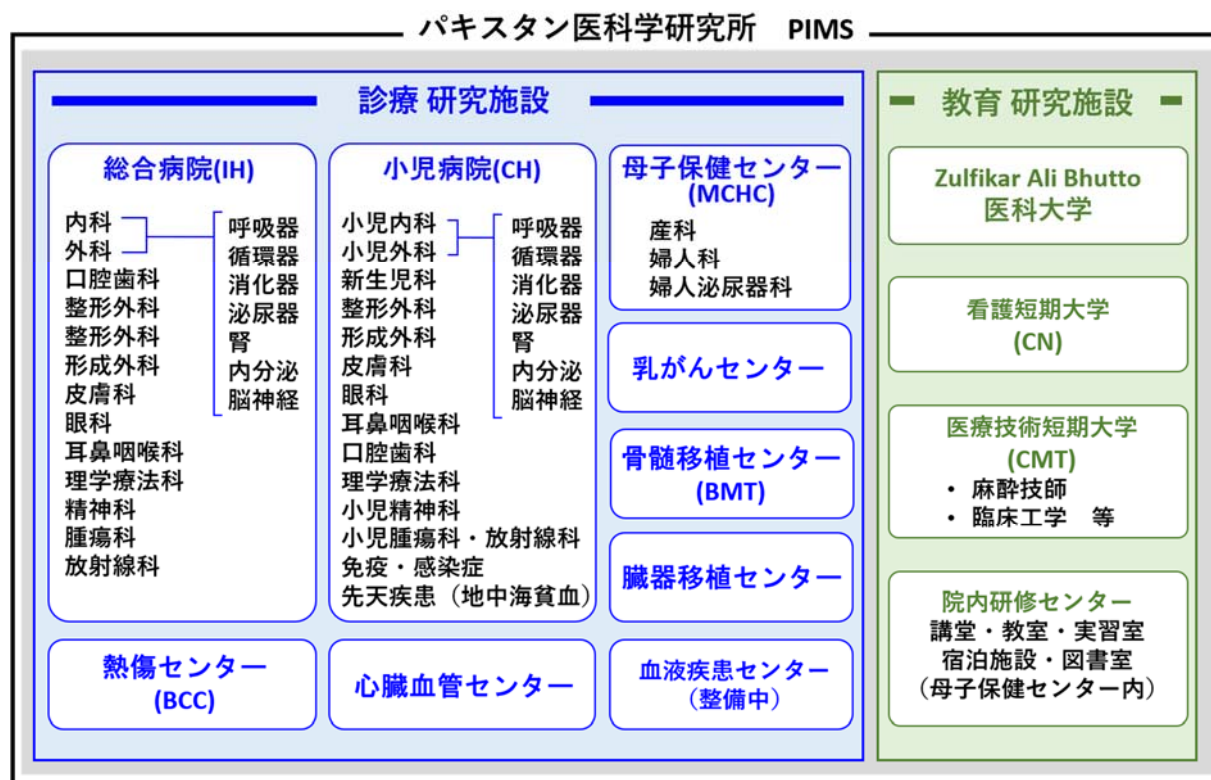 パキスタン医科学研究所 PIMS
診療 研究施設
総合病院(IH)
内科
外科
口腔歯科
整形外科
整形外科
形成外科
皮膚科
眼科
耳鼻咽喉科
理学療法科
精神科
腫瘍科
放射線科
呼吸器
循環器
消化器
泌尿器
腎
内分泌
脳神経
小児病院(CH)
小児内科
小児外科
新生児科
整形外科
形成外科
皮膚科
眼科
耳鼻咽喉科
口腔歯科
理学療法科
小児精神科
小児腫瘍科・放射線科
免疫・感染症
先天疾患（地中海貧血）
呼吸器
循環器
消化器
泌尿器
腎
内分泌
脳神経
母子保健センター
(MCHC)
産科
婦人科
婦人泌尿器科
乳がんセンター
骨髄移植センター
(BMT)
臓器移植センター
熱傷センター
(BCC)
心臓血管センター
血液疾患センター
（整備中）
教育 研究施設
Zulfikar Ali Bhutto
医科大学
看護短期大学
(CN)
医療技術短期大学
(CMT)
・ 麻酔技師
・ 臨床工学 等
院内研修センター
講堂・教室・実習室
宿泊施設・図書室
（母子保健センター内）